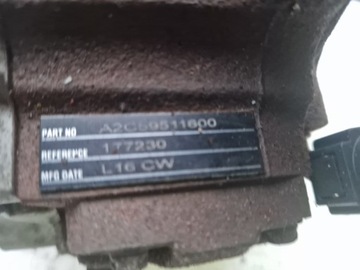 PART NO A2C59511600
REFERENCE 177230
MFG DATE L16 CW